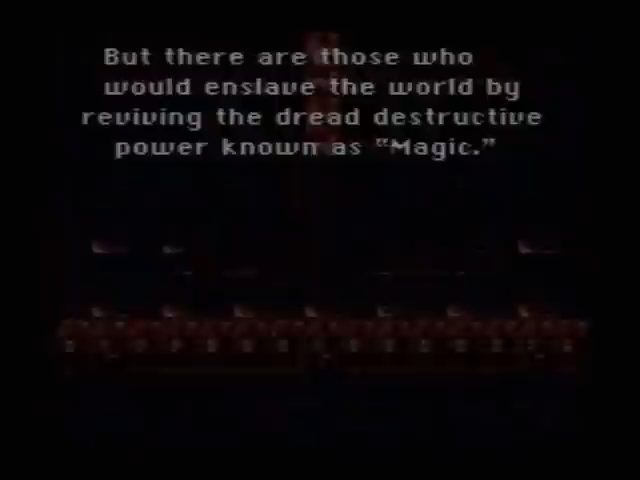 But there are those who
would enslave the world by
reviving the dread destructive
power known as "Magic."